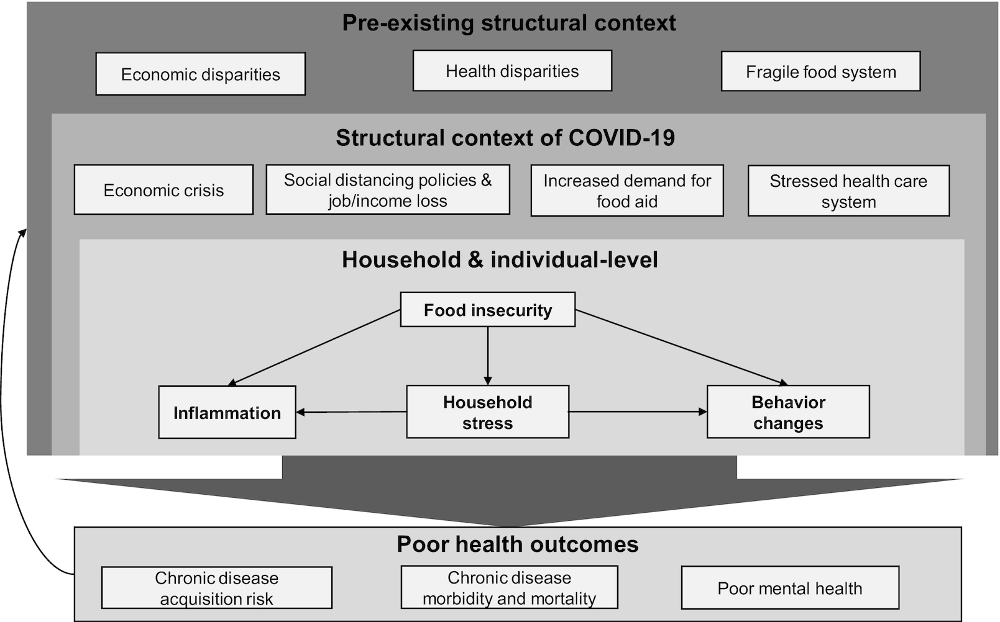 Pre-existing structural context
Economic disparities
Health disparities
Fragile food system
Structural context of COVID-19
Economic crisis
Social distancing policies &
job/income loss
Increased demand for
food aid
Stressed health care
system
Household & individual-level
Food insecurity
Inflammation
Household
stress
Behavior
changes
Poor health outcomes
Chronic disease
acquisition risk
Chronic disease
morbidity and mortality
Poor mental health